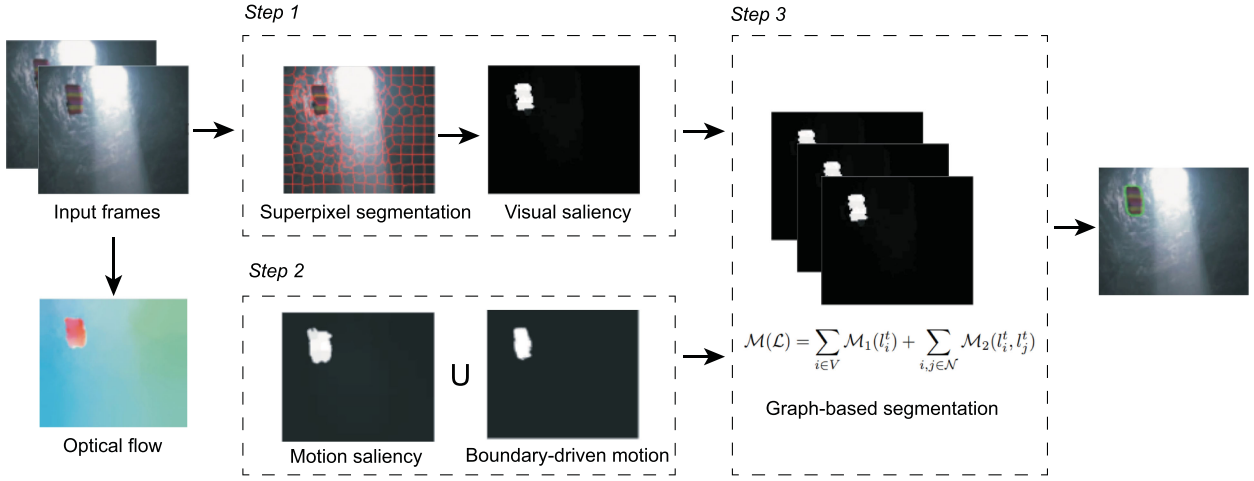 Step 1
Step 3
Input frames
Superpixel segmentation
Visual saliency
Step 2
Optical flow
Motion saliency
∪
Boundary-driven motion
ℳ(ℒ) = ∑_{i∈V} ℳ₁(l_i^t) + ∑_{i,j∈𝒩} ℳ₂(l_i^t, l_j^t)
Graph-based segmentation